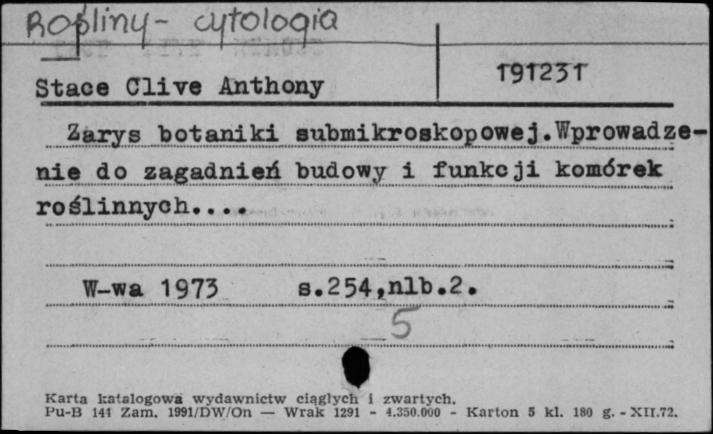 Rośliny - cytologia
191231
Stace Clive Anthony
Zarys botaniki submikroskopowej.Wprowadze-
nie do zagadnień budowy i funkcji komórek
roślinnych....
W-wa 1973 s.254,nlb.2.
5
Karta katalogowa wydawnictw ciągłych i zwartych.
Pu-B 141 Zam. 1991/DW/On — Wrak 1291 - 4.350.000 - Karton 5 kl. 180 g. - XII.72.